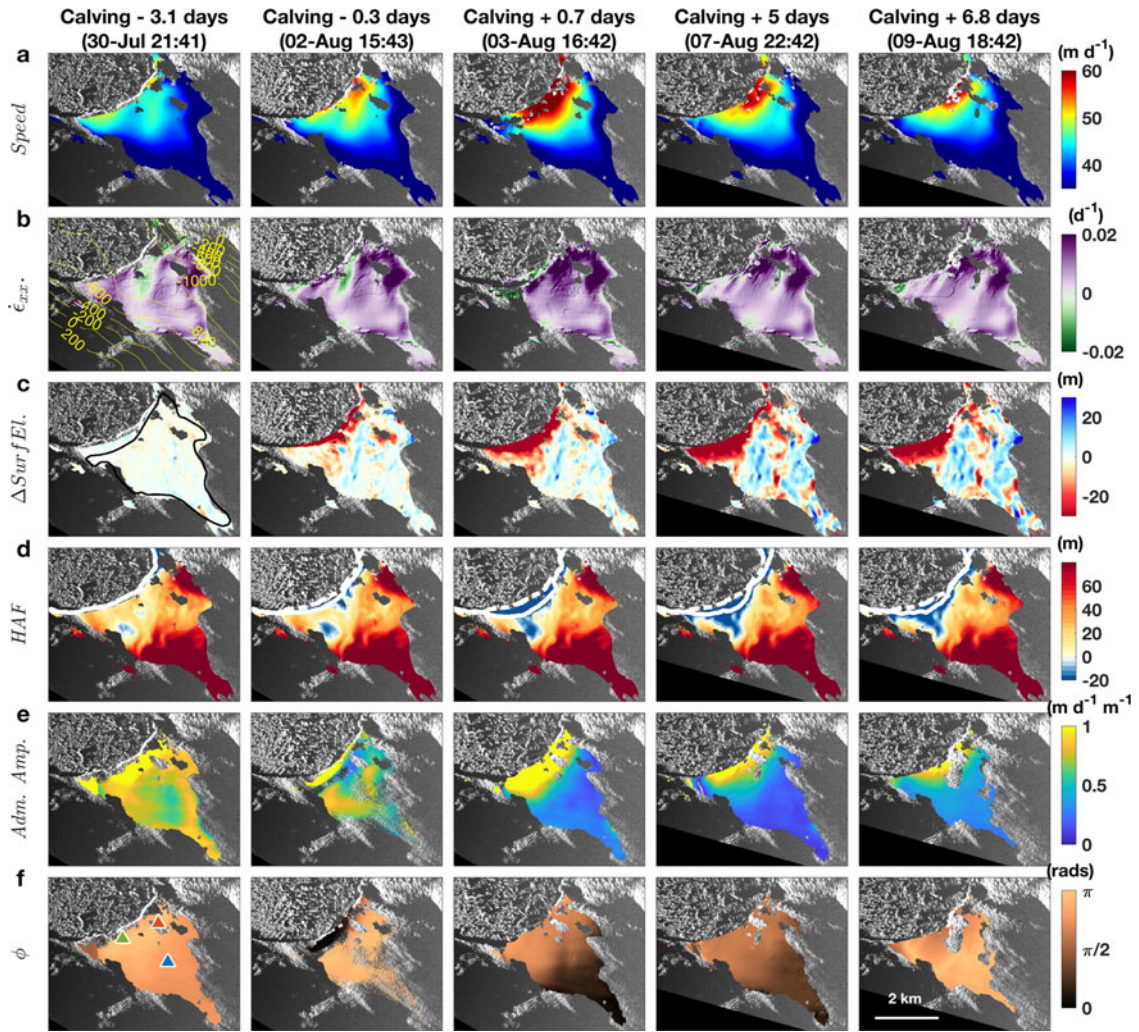 Calving - 3.1 days Calving - 0.3 days Calving + 0.7 days Calving + 5 days Calving + 6.8 days
(30-Jul 21:41) (02-Aug 15:43) (03-Aug 16:42) (07-Aug 22:42) (09-Aug 18:42)
a
Speed
(m d⁻¹)
60
50
40
b
ε̇ₓₓ.
-1000
-600
-200
0
200
-800
(d⁻¹)
0.02
0
-0.02
c
ΔSurf El.
(m)
20
0
-20
d
HAF
(m)
60
40
20
0
-20
e
Adm. Amp.
(m d⁻¹ m⁻¹)
1
0.5
0
f
ϕ
2 km
(rads)
π
π/2
0